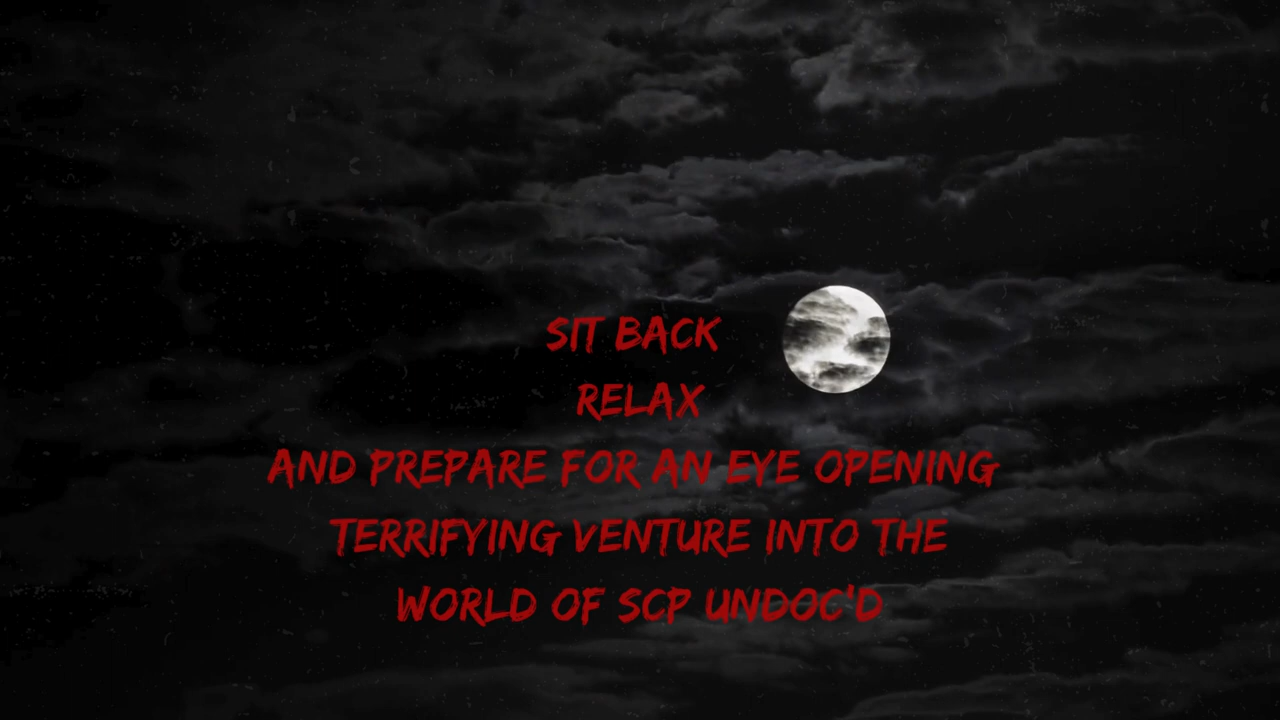 SIT BACK
RELAX
AND PREPARE FOR AN EYE OPENING
TERRIFYING VENTURE INTO THE
WORLD OF SCP UNDOC'D